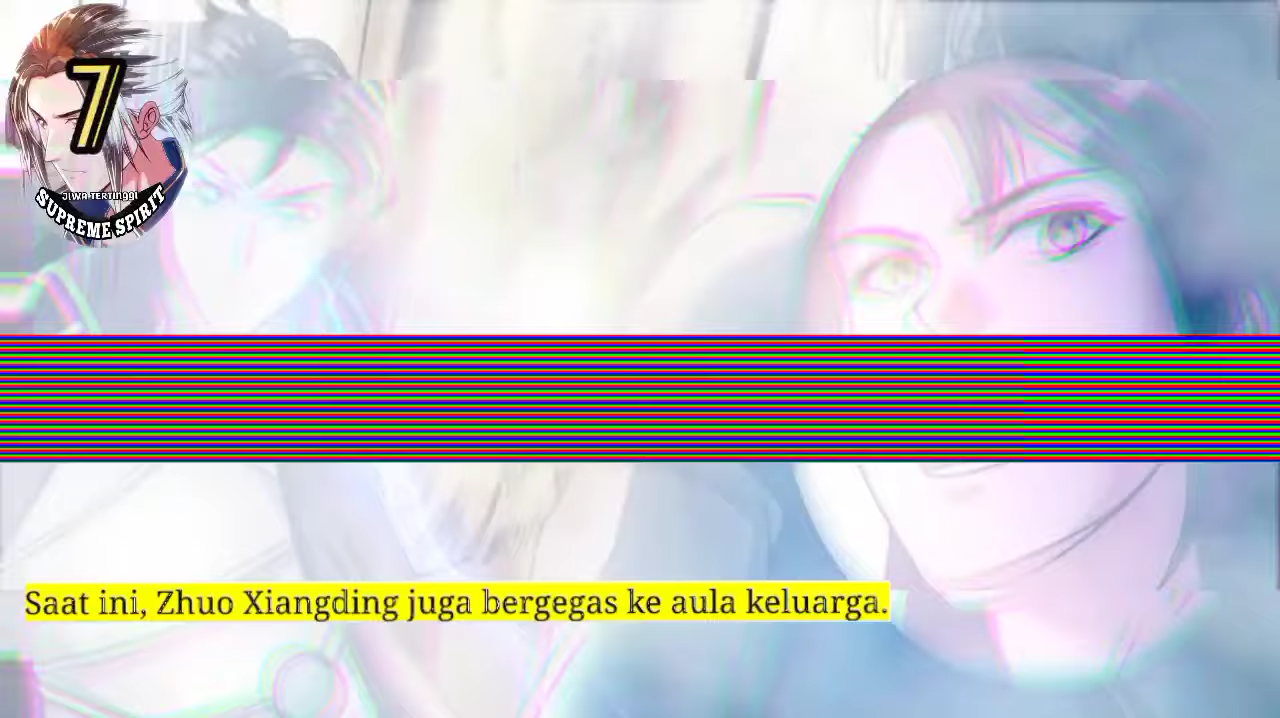 7
JIWA TERTINGGI
SUPREME SPIRIT
Saat ini, Zhuo Xiangding juga bergegas ke aula keluarga.